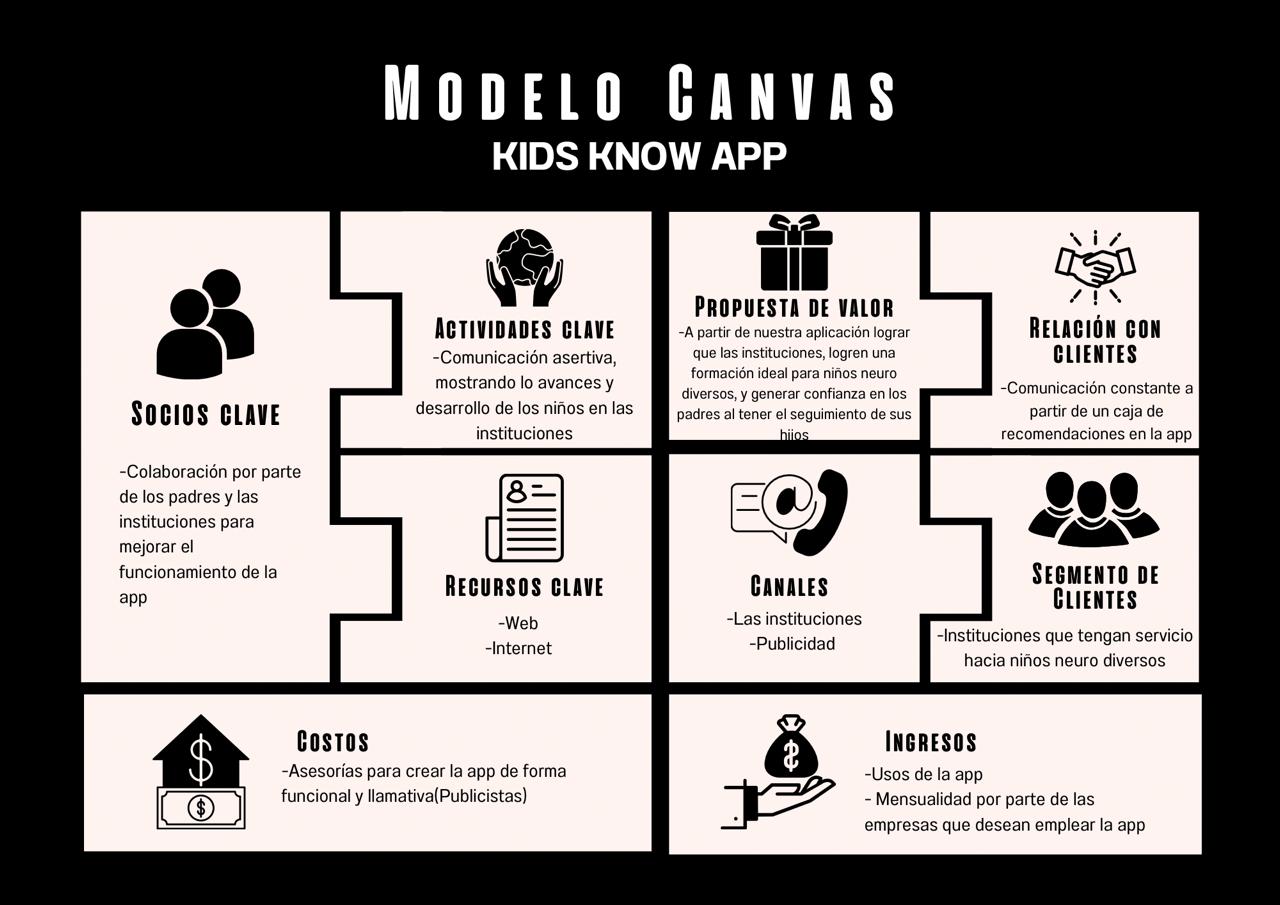 MODELO CANVAS
KIDS KNOW APP
SOCIOS CLAVE
-Colaboración por parte
de los padres y las
instituciones para
mejorar el
funcionamiento de la
app
ACTIVIDADES CLAVE
-Comunicación asertiva,
mostrando lo avances y
desarrollo de los niños en las
instituciones
RECURSOS CLAVE
-Web
-Internet
PROPUESTA DE VALOR
-A partir de nuestra aplicación lograr
que las instituciones, logren una
formación ideal para niños neuro
diversos, y generar confianza en los
padres al tener el seguimiento de sus
hijos
CANALES
-Las instituciones
-Publicidad
RELACIÓN CON
CLIENTES
-Comunicación constante a
partir de un caja de
recomendaciones en la app
SEGMENTO DE
CLIENTES
-Instituciones que tengan servicio
hacia niños neuro diversos
COSTOS
-Asesorías para crear la app de forma
funcional y llamativa(Publicistas)
INGRESOS
-Usos de la app
- Mensualidad por parte de las
empresas que desean emplear la app